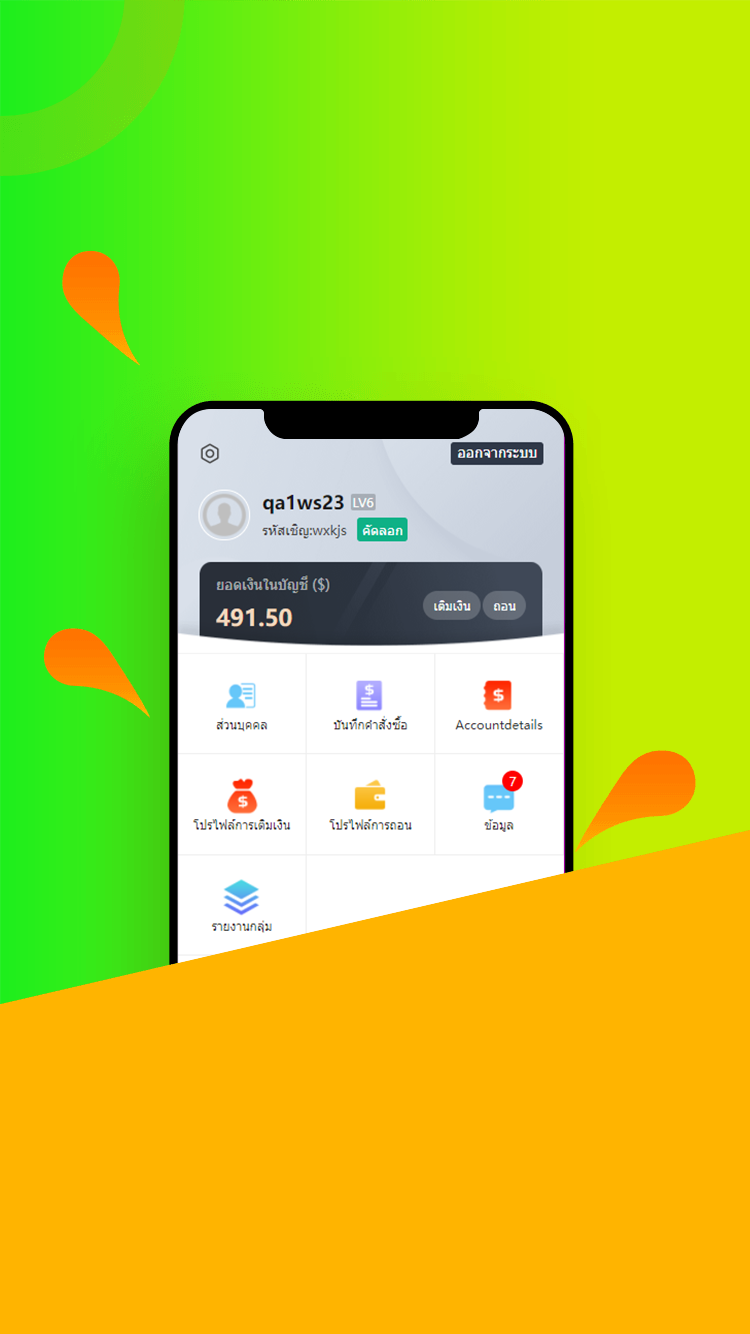 ออกจากระบบ
qa1ws23 LV6
รหัสเชิญ:wxkjs คัดลอก
ยอดเงินในบัญชี ($)
491.50 เติมเงิน ถอน
ส่วนบุคคล บันทึกคำสั่งซื้อ Accountdetails
7
โปรไฟล์การเติมเงิน โปรไฟล์การถอน ข้อมูล
รายงานกลุ่ม